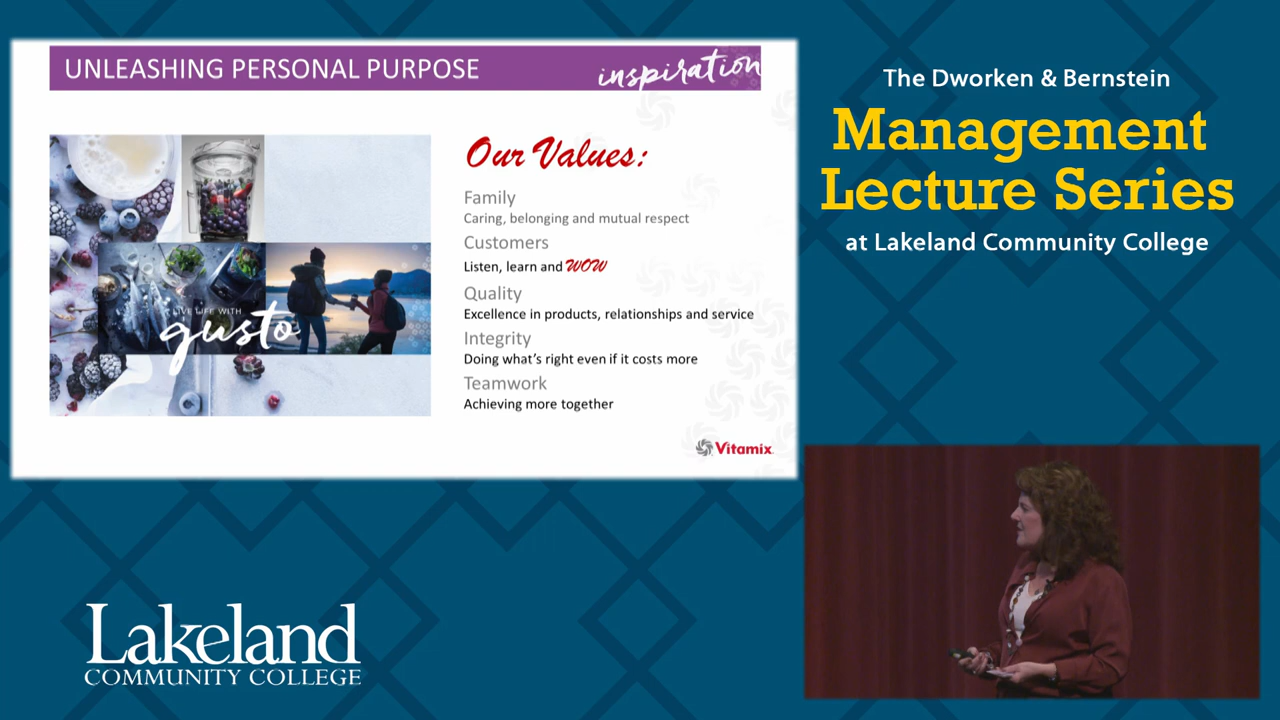 UNLEASHING PERSONAL PURPOSE
inspiration
Our Values:
Family
Caring, belonging and mutual respect
Customers
Listen, learn and WOW
Quality
Excellence in products, relationships and service
Integrity
Doing what's right even if it costs more
Teamwork
Achieving more together
LIVE LIFE WITH
gusto
Vitamix
The Dworken & Bernstein
Management
Lecture Series
at Lakeland Community College
Lakeland
COMMUNITY COLLEGE